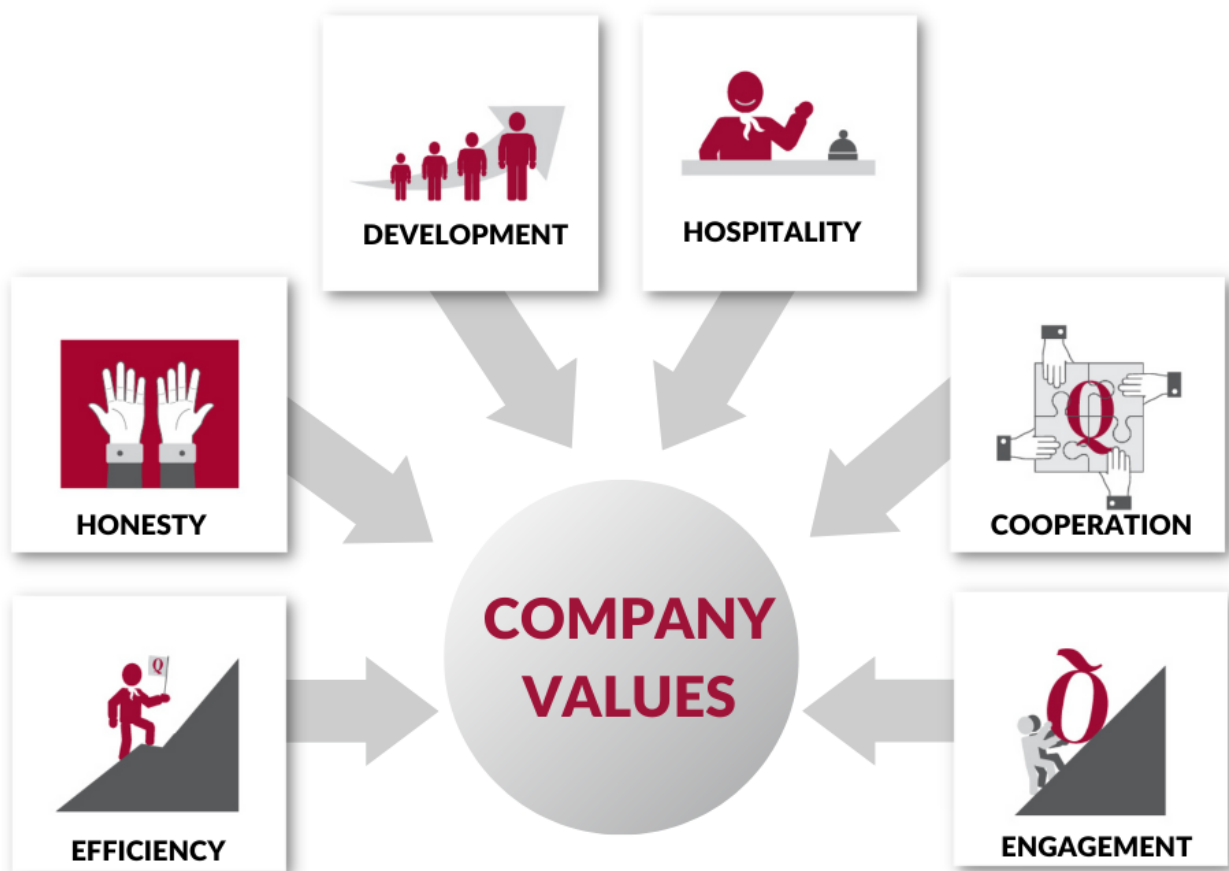 DEVELOPMENT
HOSPITALITY
HONESTY
Q
COOPERATION
COMPANY
VALUES
Q
EFFICIENCY
Q
ENGAGEMENT